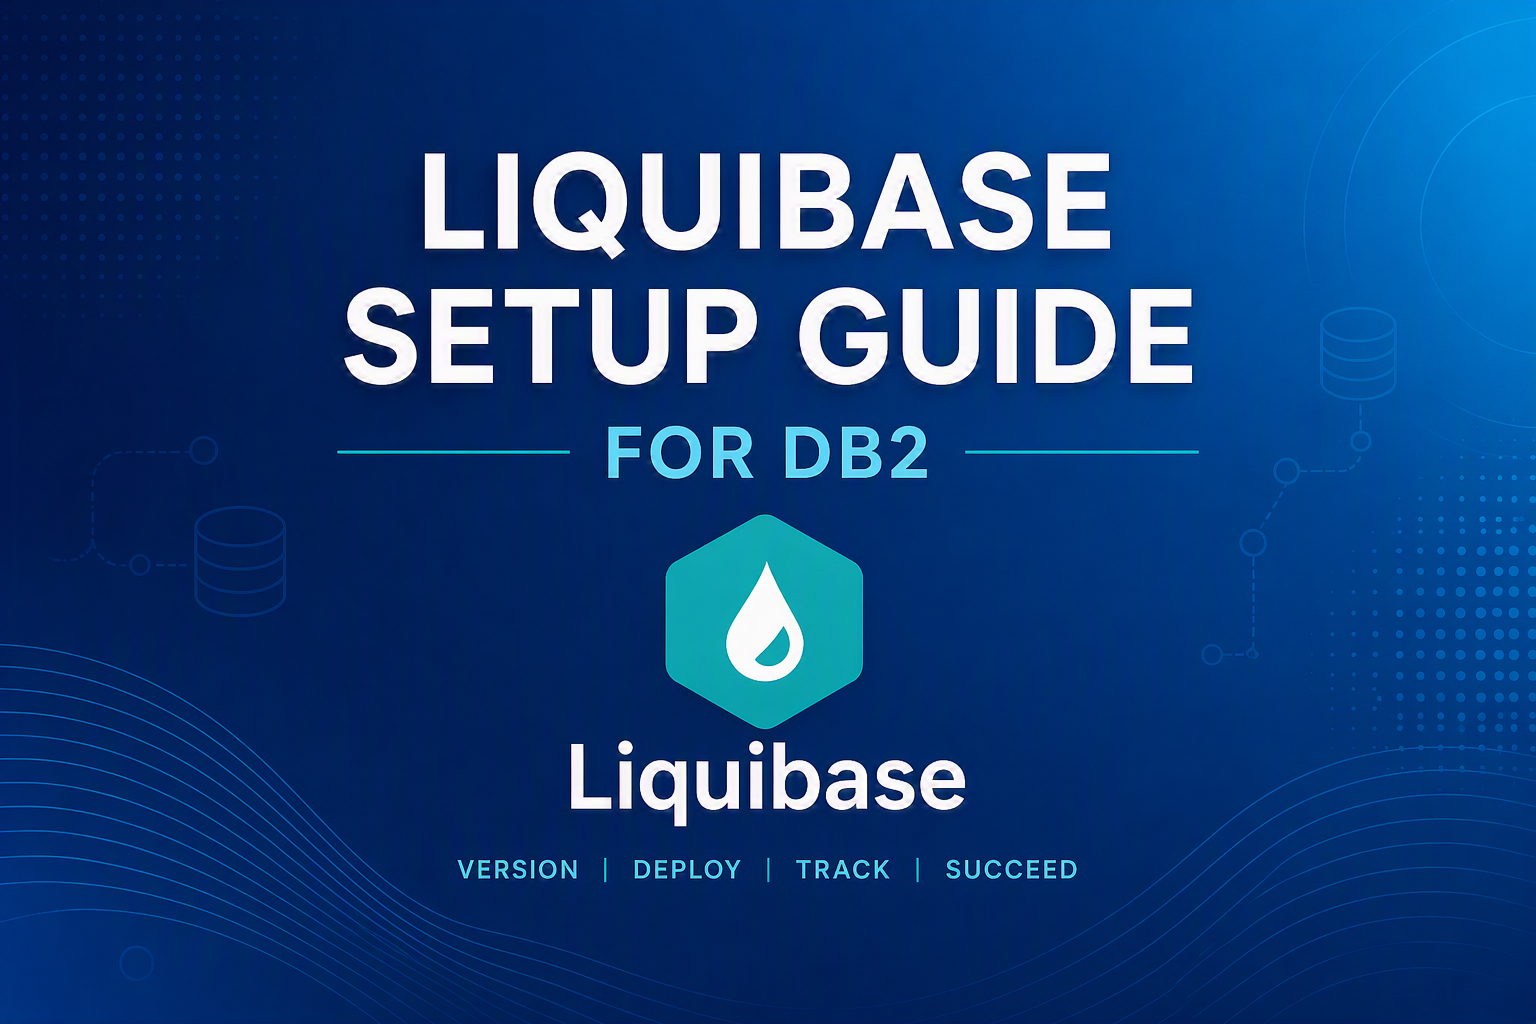 LIQUIBASE
SETUP GUIDE
FOR DB2
Liquibase
VERSION | DEPLOY | TRACK | SUCCEED